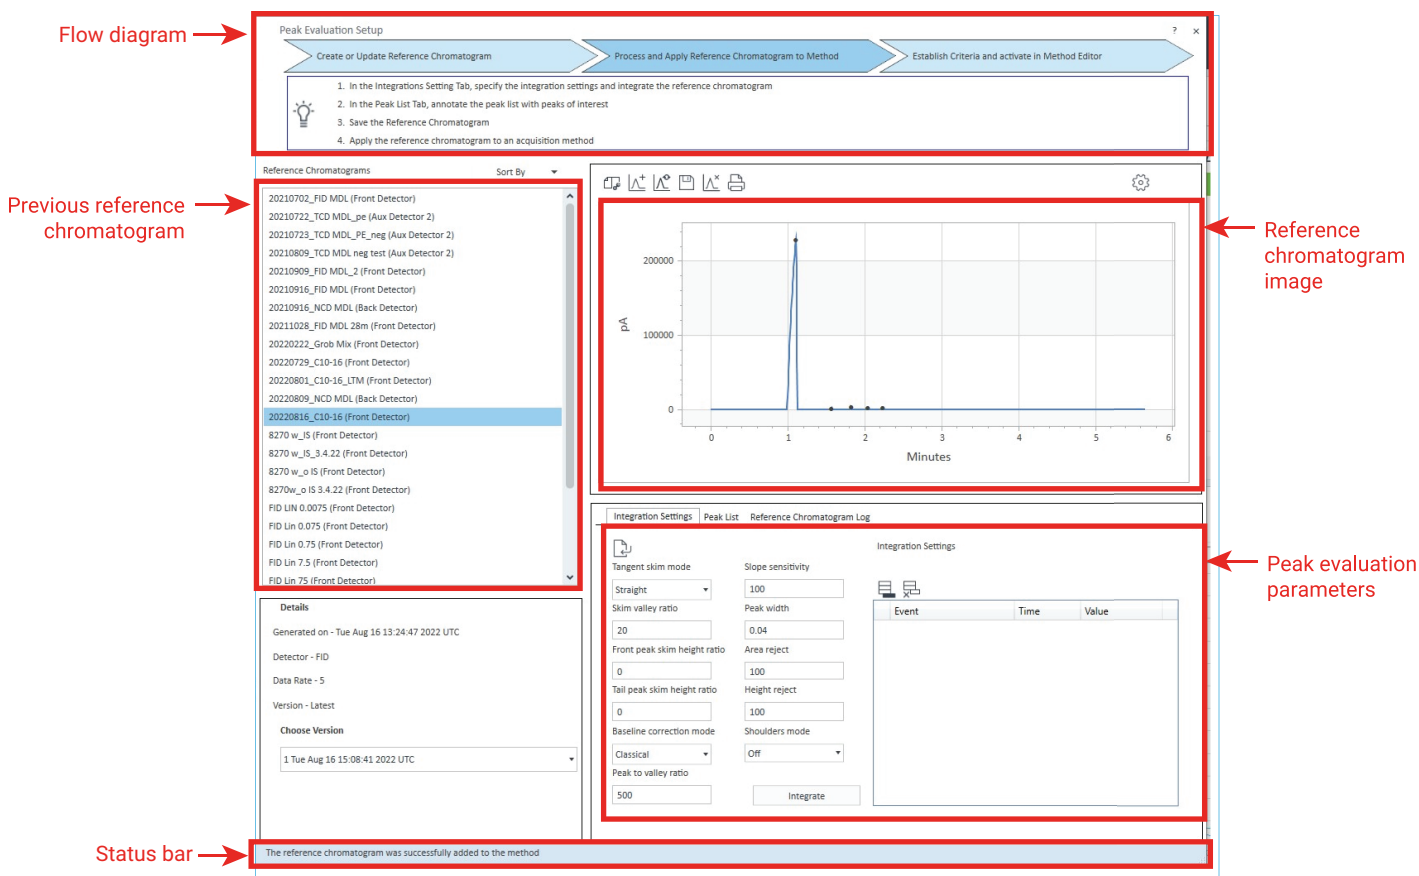 Flow diagram
Peak Evaluation Setup
? ×
Create or Update Reference Chromatogram
Process and Apply Reference Chromatogram to Method
Establish Criteria and activate in Method Editor
1. In the Integrations Setting Tab, specify the integration settings and integrate the reference chromatogram
2. In the Peak List Tab, annotate the peak list with peaks of interest
3. Save the Reference Chromatogram
4. Apply the reference chromatogram to an acquisition method
Previous reference
chromatogram
Reference Chromatograms
Sort By
20210702_FID MDL (Front Detector)
20210722_TCD MDL_pe (Aux Detector 2)
20210723_TCD MDL_PE_neg (Aux Detector 2)
20210809_TCD MDL neg test (Aux Detector 2)
20210909_FID MDL_2 (Front Detector)
20210916_FID MDL (Front Detector)
20210916_NCD MDL (Back Detector)
20211028_FID MDL 28m (Front Detector)
20220222_Grob Mix (Front Detector)
20220729_C10-16 (Front Detector)
20220801_C10-16_LTM (Front Detector)
20220809_NCD MDL (Back Detector)
20220816_C10-16 (Front Detector)
8270 w_IS (Front Detector)
8270 w_IS_3.4.22 (Front Detector)
8270 w_o IS (Front Detector)
8270w_o IS 3.4.22 (Front Detector)
FID LIN 0.0075 (Front Detector)
FID Lin 0.075 (Front Detector)
FID Lin 0.75 (Front Detector)
FID Lin 7.5 (Front Detector)
FID Lin 75 (Front Detector)
200000
100000
0
pA
0 1 2 3 4 5 6
Minutes
Reference
chromatogram
image
Details
Generated on - Tue Aug 16 13:24:47 2022 UTC
Detector - FID
Data Rate - 5
Version - Latest
Choose Version
1 Tue Aug 16 15:08:41 2022 UTC
Integration Settings
Peak List
Reference Chromatogram Log
Tangent skim mode
Straight
Slope sensitivity
100
Skim valley ratio
20
Peak width
0.04
Front peak skim height ratio
0
Area reject
100
Tail peak skim height ratio
0
Height reject
100
Baseline correction mode
Classical
Shoulders mode
Off
Peak to valley ratio
500
Integrate
Integration Settings
Event Time Value
Peak evaluation
parameters
Status bar
The reference chromatogram was successfully added to the method